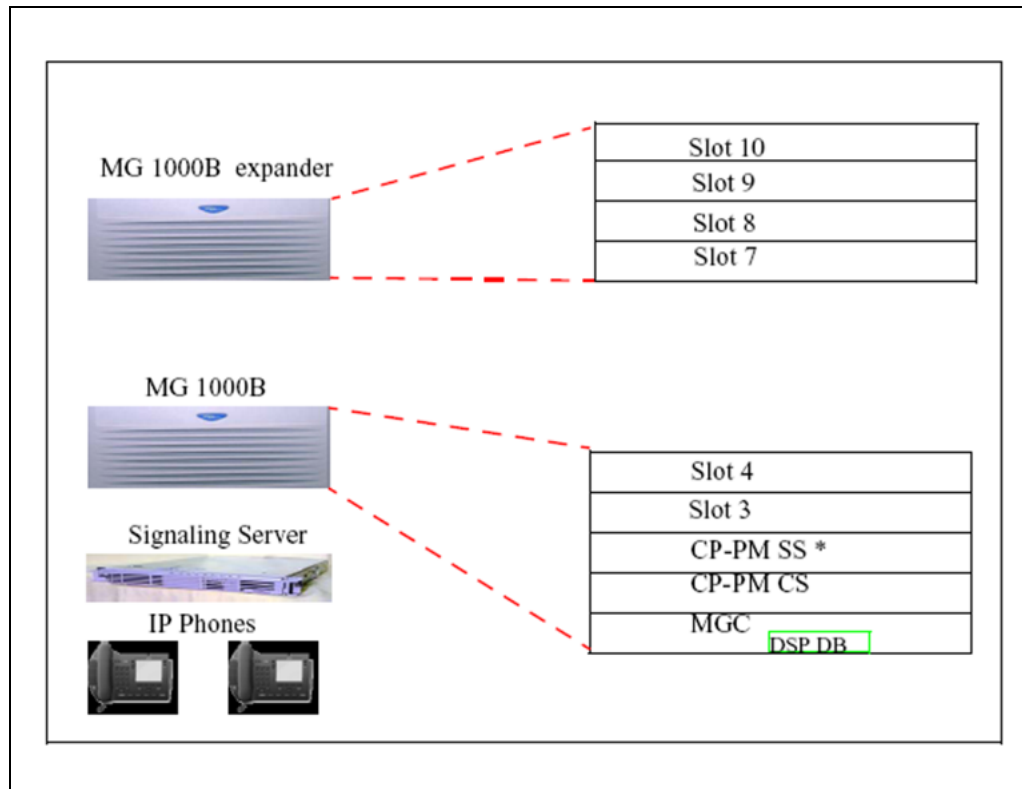 MG 1000B expander
Slot 10
Slot 9
Slot 8
Slot 7
MG 1000B
Slot 4
Slot 3
CP-PM SS *
CP-PM CS
MGC
DSP DB
Signaling Server
IP Phones